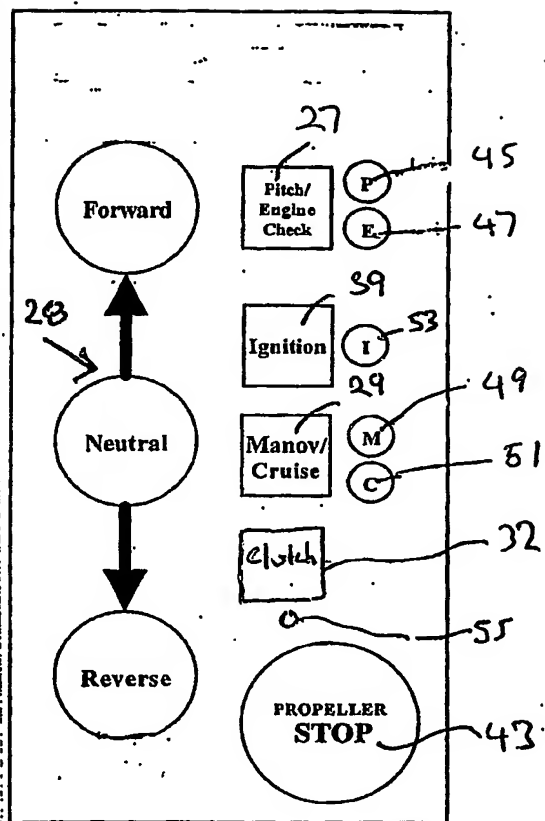 27
45
P
Pitch/
Engine
Check
Forward
E
47
39
53
28
Ignition
I
29
49
M
Neutral
Manov/
Cruise
C
51
Clutch
32
55
Reverse
PROPELLER
STOP
43